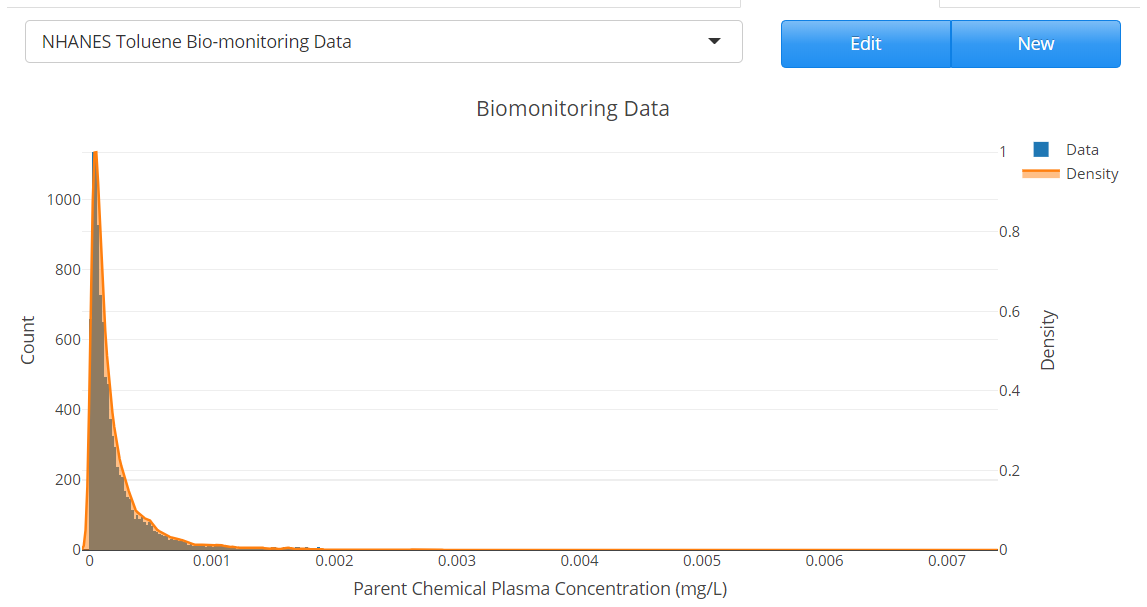 NHANES Toluene Bio-monitoring Data
Edit
New
Biomonitoring Data
Data
Density
1000
800
600
400
200
0
Count
1
0.8
0.6
0.4
0.2
0
Density
0
0.001
0.002
0.003
0.004
0.005
0.006
0.007
Parent Chemical Plasma Concentration (mg/L)